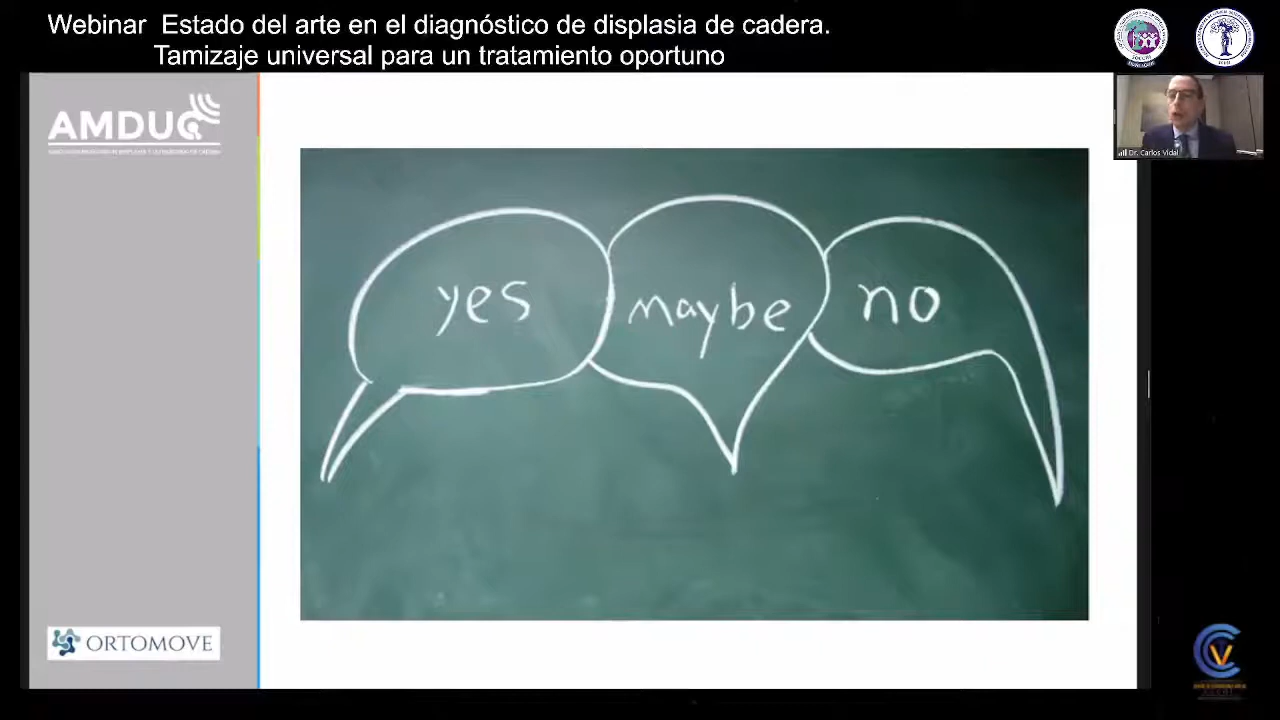 Webinar Estado del arte en el diagnóstico de displasia de cadera.
Tamizaje universal para un tratamiento oportuno
AMDUC
Dr. Carlos Vidal
yes maybe no
ORTOMOVE